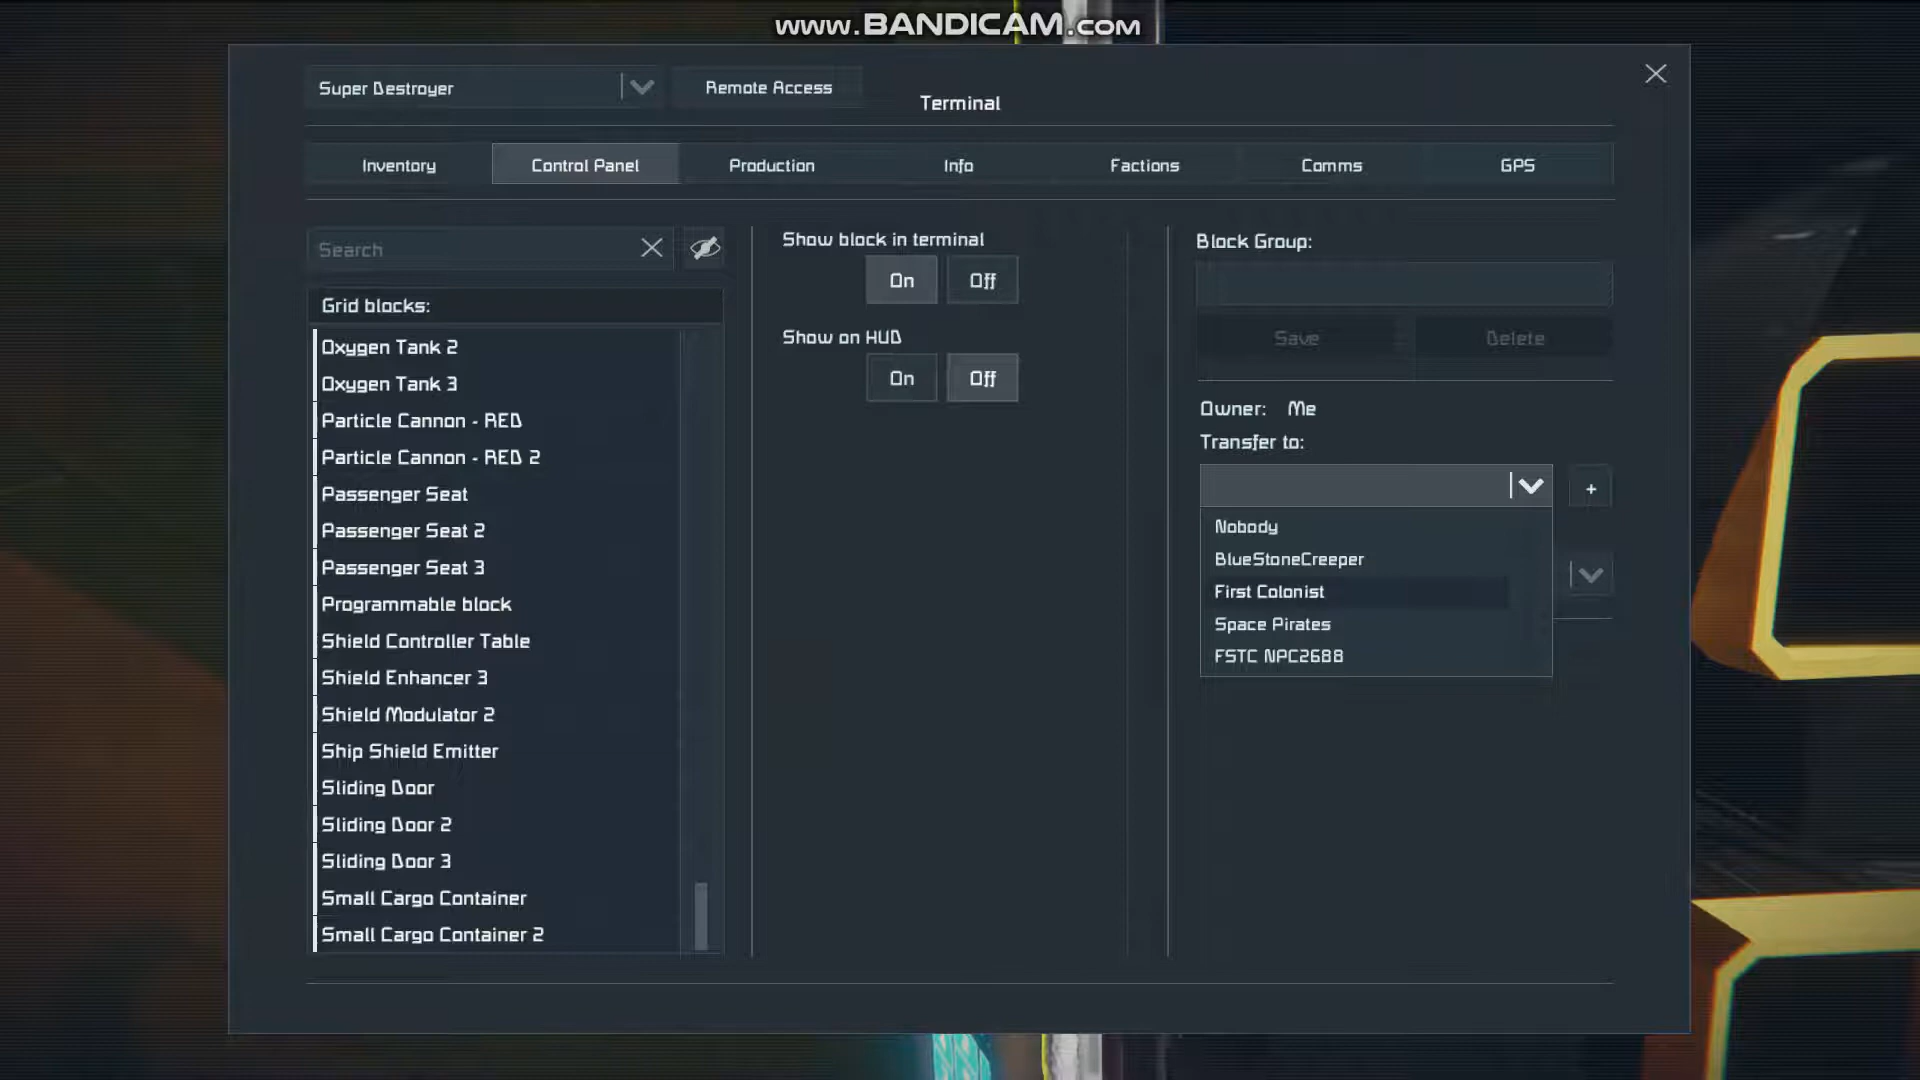 www.BANDICAM.com
Super Destroyer
Remote Access
Terminal
Inventory
Control Panel
Production
Info
Factions
Comms
GPS
Search
Grid blocks:
Oxygen Tank 2
Oxygen Tank 3
Particle Cannon - RED
Particle Cannon - RED 2
Passenger Seat
Passenger Seat 2
Passenger Seat 3
Programmable block
Shield Controller Table
Shield Enhancer 3
Shield Modulator 2
Ship Shield Emitter
Sliding Door
Sliding Door 2
Sliding Door 3
Small Cargo Container
Small Cargo Container 2
Show block in terminal
On Off
Show on HUD
On Off
Block Group:
Save Delete
Owner: Me
Transfer to:
+
Nobody
BlueStoneCreeper
First Colonist
Space Pirates
FSTC NPC2688